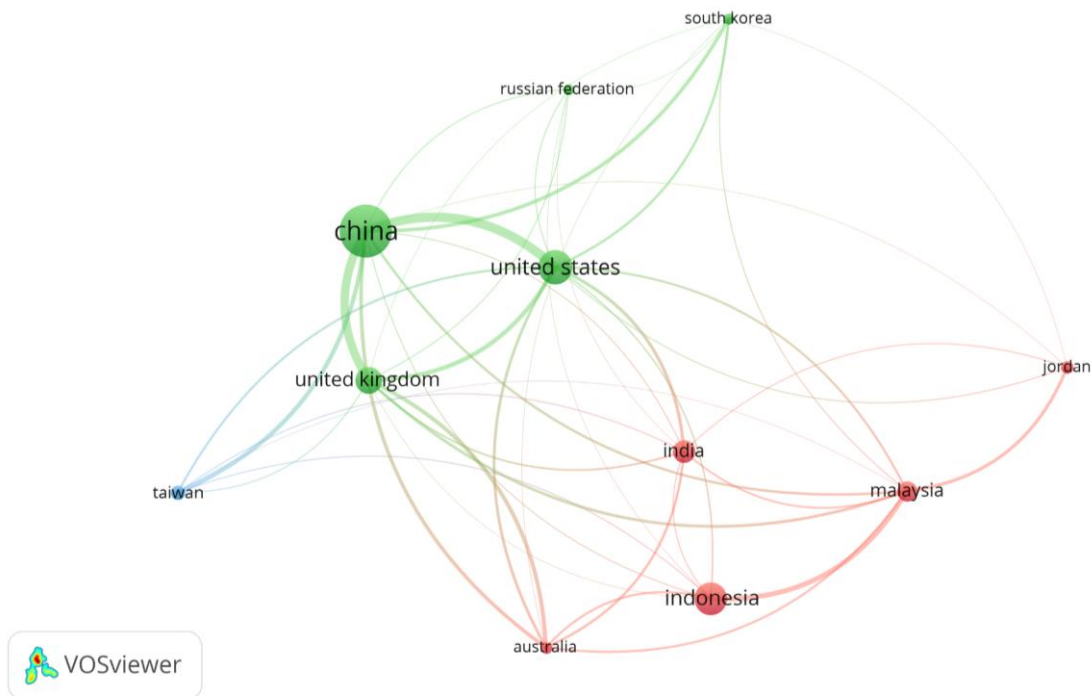 south korea
russian federation
china
united states
jordan
united kingdom
india
malaysia
taiwan
indonesia
australia
VOSviewer